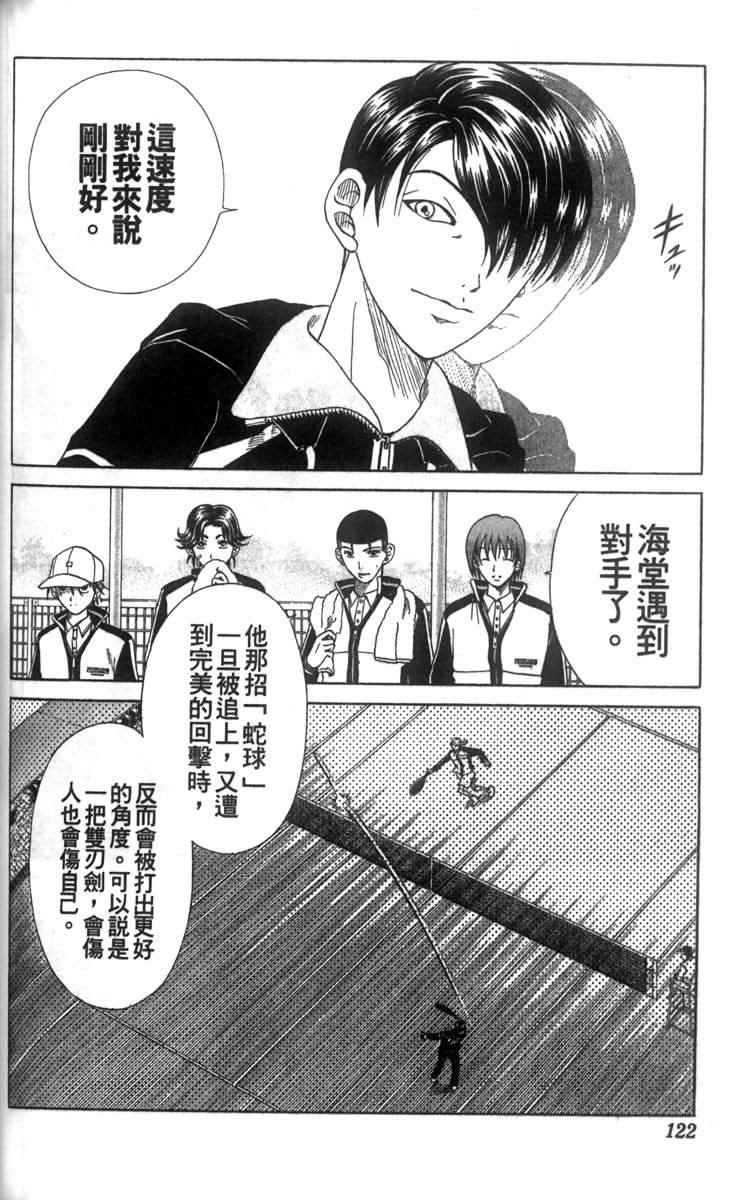 這速度
對我來說
剛剛好。
キュッ
海堂遇到
對手了。
他那招「蛇球」
一旦被追上，又遭
到完美的回擊時，
反而會被打出更好
的角度。可以說是
一把雙刃劍，會傷
人也會傷自己。
122